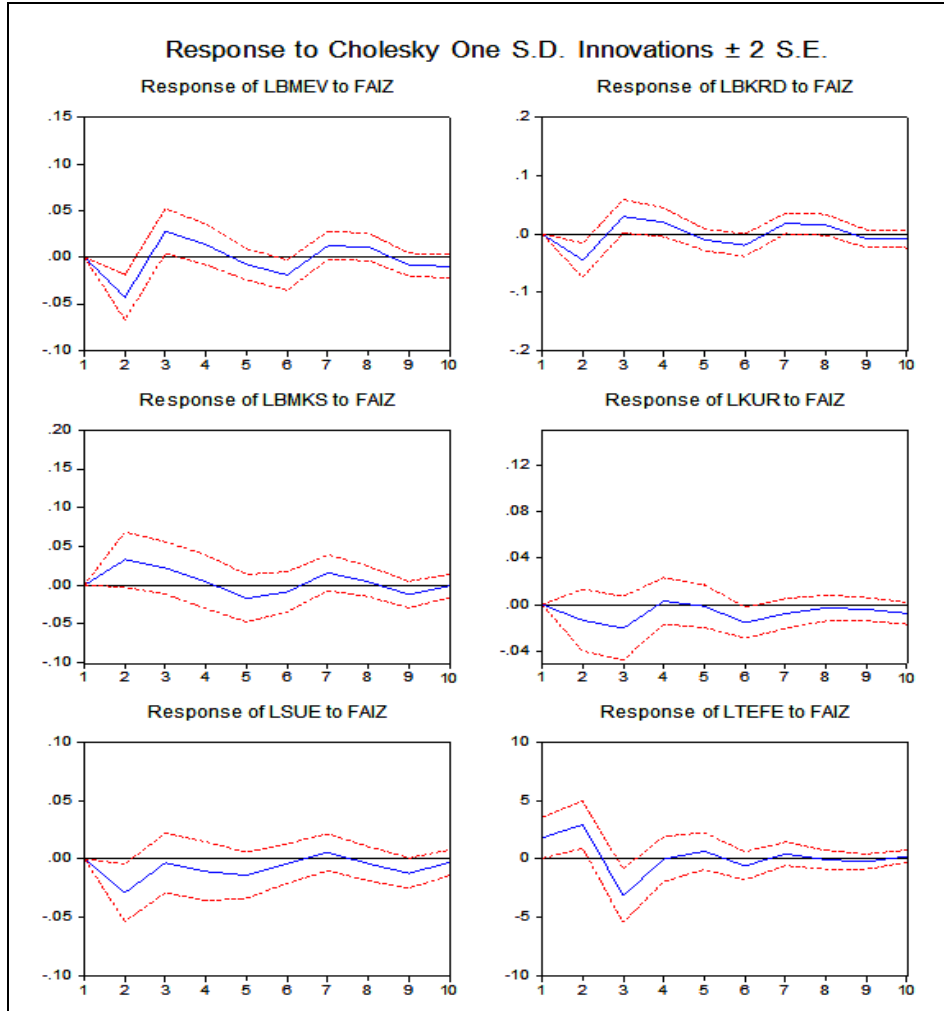 Response to Cholesky One S.D. Innovations ± 2 S.E.
Response of LBMEV to FAIZ
.15
.10
.05
.00
-.05
-.10
1 2 3 4 5 6 7 8 9 10
Response of LBKRD to FAIZ
.2
.1
.0
-.1
-.2
1 2 3 4 5 6 7 8 9 10
Response of LBMKS to FAIZ
.20
.15
.10
.05
.00
-.05
-.10
1 2 3 4 5 6 7 8 9 10
Response of LKUR to FAIZ
.12
.08
.04
.00
-.04
1 2 3 4 5 6 7 8 9 10
Response of LSUE to FAIZ
.10
.05
.00
-.05
-.10
1 2 3 4 5 6 7 8 9 10
Response of LTEFE to FAIZ
10
5
0
-5
-10
1 2 3 4 5 6 7 8 9 10